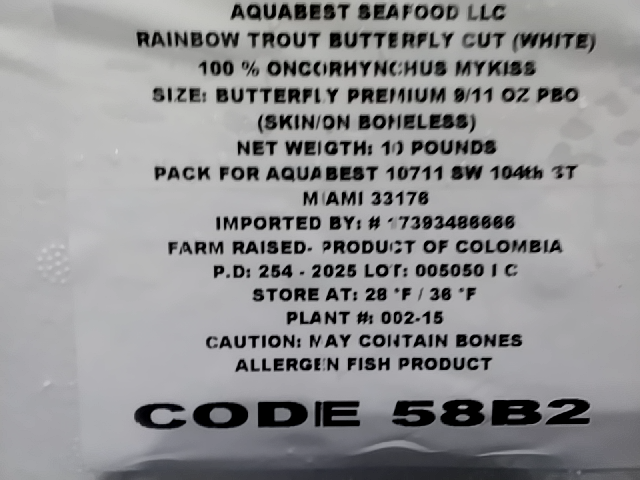 AQUABEST SEAFOOD LLC
RAINBOW TROUT BUTTERFLY CUT (WHITE)
100 % ONCORHYNCHUS MYKISS
SIZE: BUTTERFLY PREMIUM 9/11 OZ PBO
(SKIN/ON BONELESS)
NET WEIGTH: 10 POUNDS
PACK FOR AQUABEST 10711 SW 104th ST
MIAMI 33176
IMPORTED BY: #
FARM RAISED- PRODUCT OF COLOMBIA
P.D: 254 - 2025 LOT: 005050 I C
STORE AT: 28 °F / 36 °F
PLANT #: 002-15
CAUTION: MAY CONTAIN BONES
ALLERGEN FISH PRODUCT
CODE 58B2